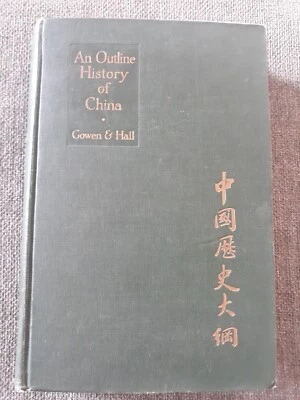 An Outline
History
of
China
Gowen & Hall
中國歷史大綱